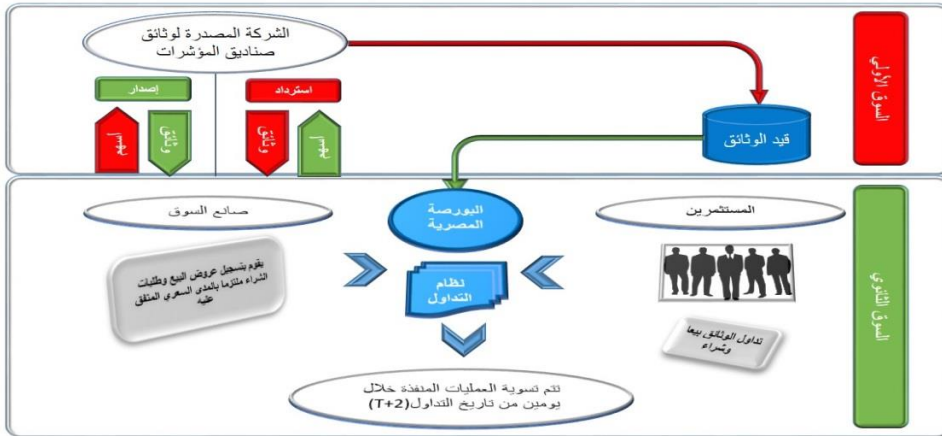 الشركة المصدرة لوثائق
صناديق المؤشرات
السوق الأولي
إصدار
استرداد
أسهم
وثائق
وثائق
أسهم
قيد الوثائق
صانع السوق
البورصة
المصرية
المستثمرين
يقوم بتسجيل عروض البيع وطلبات
الشراء ملتزما بالمدى السعري المتفق
عليه
نظام
التداول
تداول الوثائق بيعا
وشراء
السوق الثانوي
تتم تسوية العمليات المنفذة خلال
يومين من تاريخ التداول(T+2)